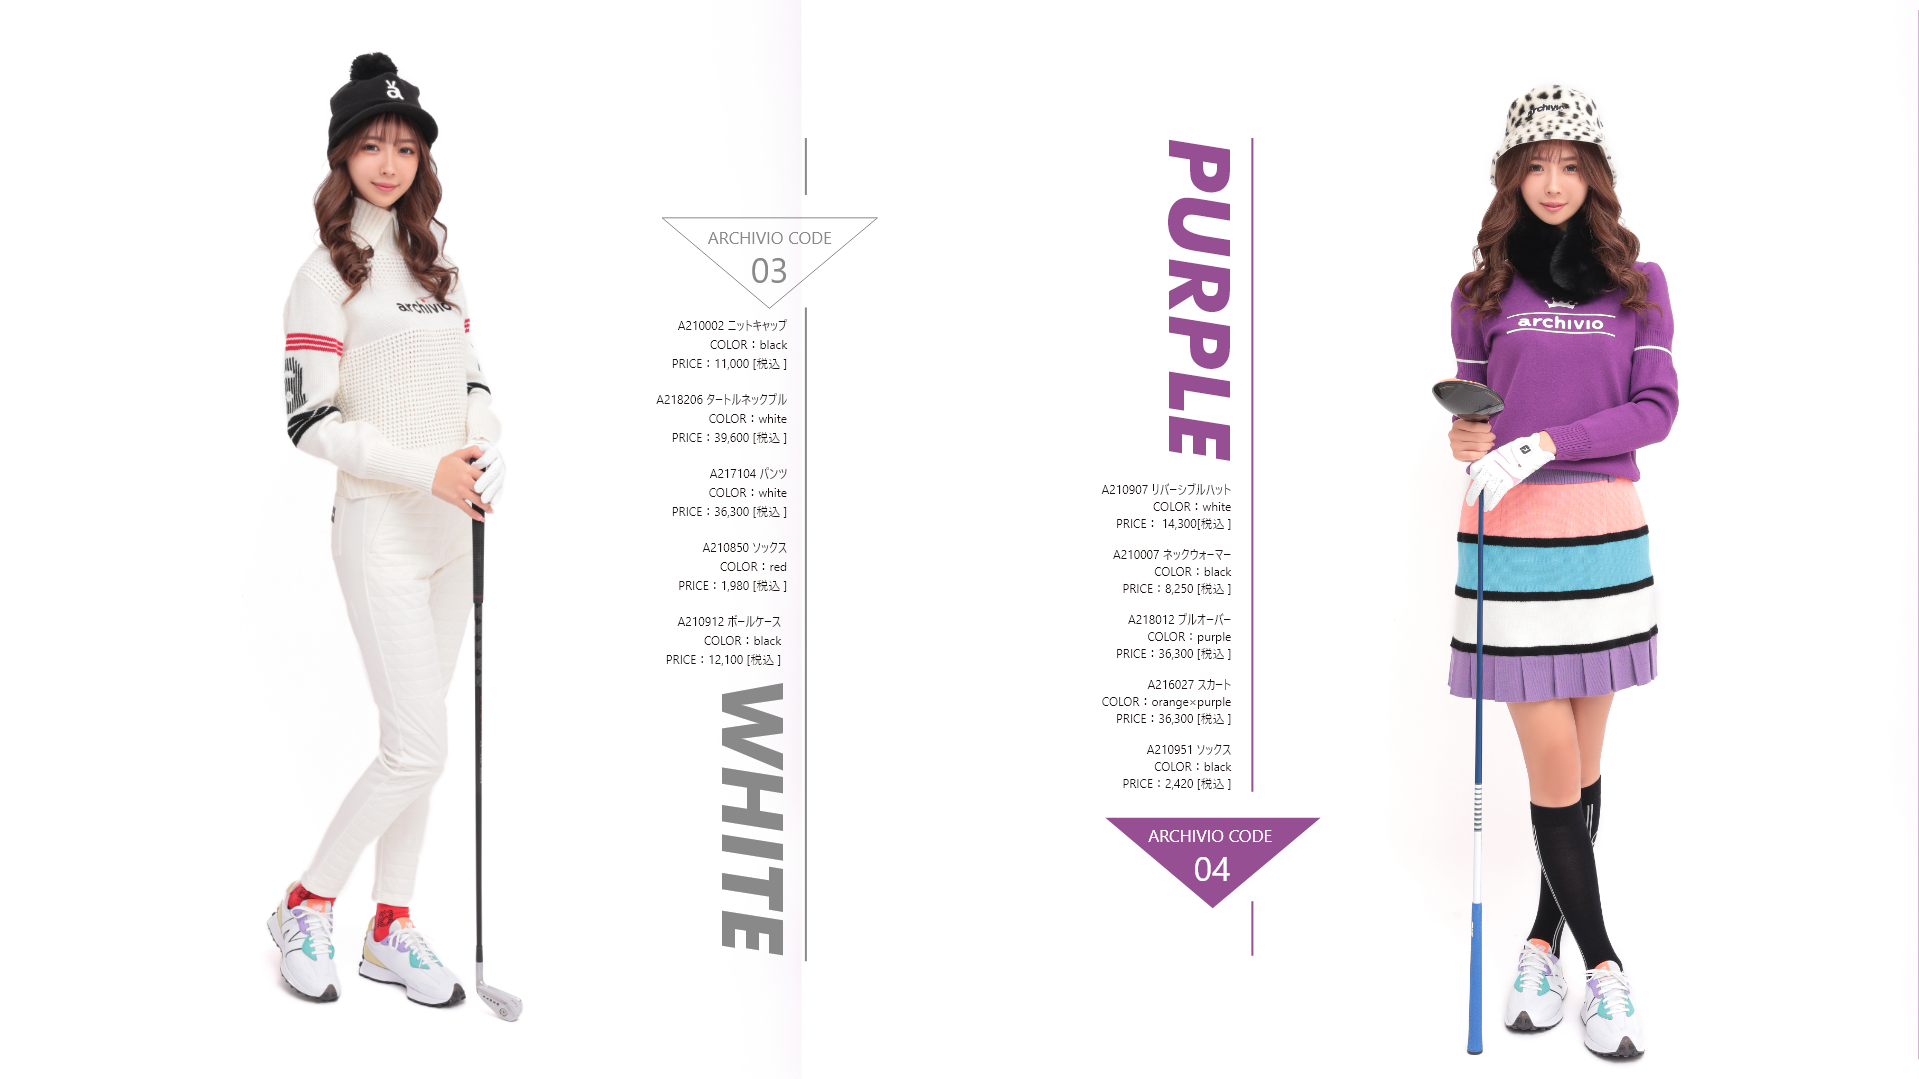 archivio
ARCHIVIO CODE
03
A210002 ニットキャップ
COLOR：black
PRICE：11,000 [税込 ]
A218206 タートルネックプル
COLOR：white
PRICE：39,600 [税込 ]
A217104 パンツ
COLOR：white
PRICE：36,300 [税込 ]
A210850 ソックス
COLOR：red
PRICE：1,980 [税込 ]
A210912 ボールケース
COLOR：black
PRICE：12,100 [税込 ]
WHITE
PURPLE
A210907 リバーシブルハット
COLOR：white
PRICE： 14,300[税込 ]
A210007 ネックウォーマー
COLOR：black
PRICE：8,250 [税込 ]
A218012 プルオーバー
COLOR：purple
PRICE：36,300 [税込 ]
A216027 スカート
COLOR：orange×purple
PRICE：36,300 [税込 ]
A210951 ソックス
COLOR：black
PRICE：2,420 [税込 ]
ARCHIVIO CODE
04
archivio
archivio